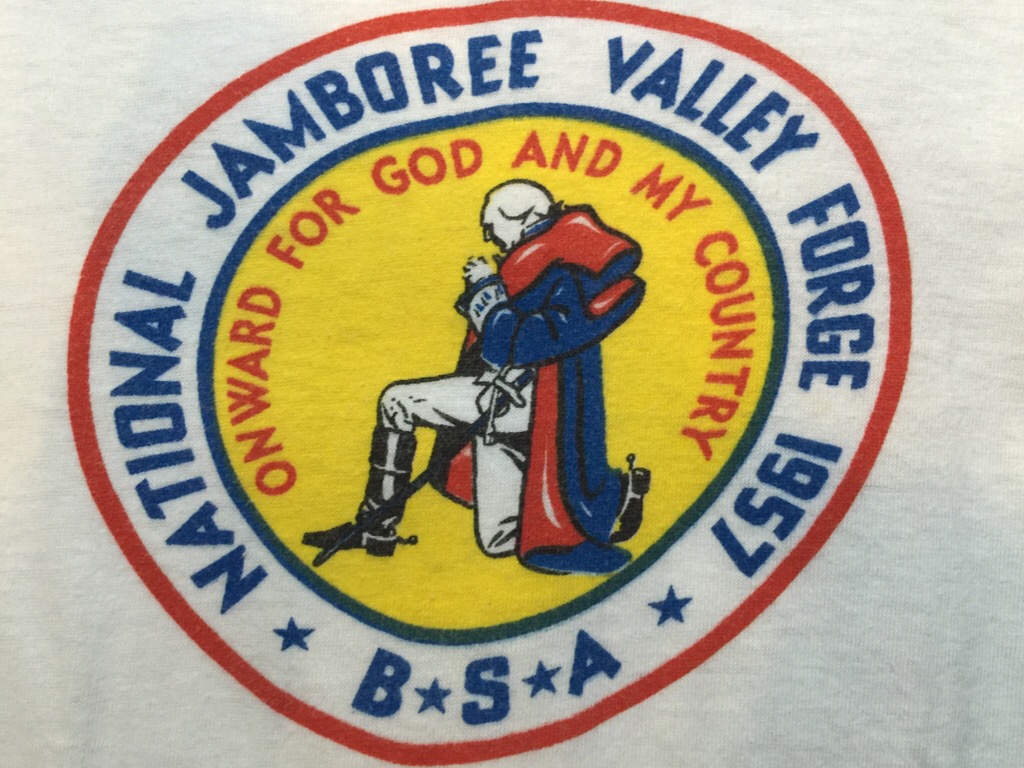 NATIONAL JAMBOREE VALLEY FORGE 1957
ONWARD FOR GOD AND MY COUNTRY
B★S★A